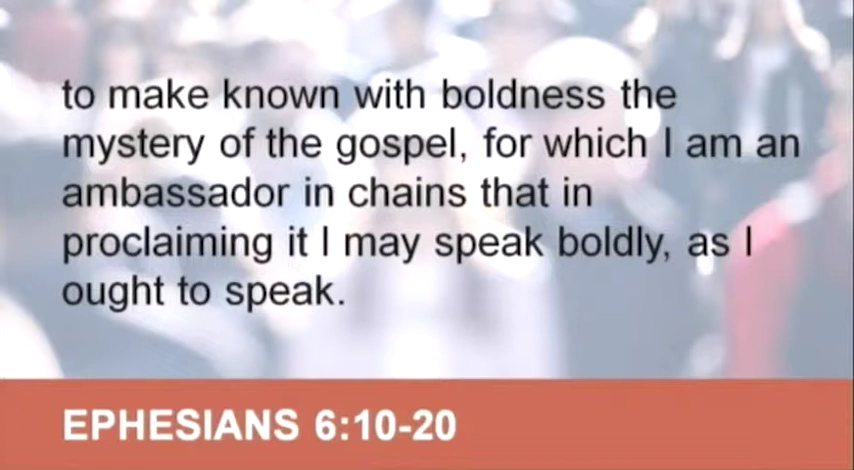 to make known with boldness the
mystery of the gospel, for which I am an
ambassador in chains that in
proclaiming it I may speak boldly, as I
ought to speak.
EPHESIANS 6:10-20